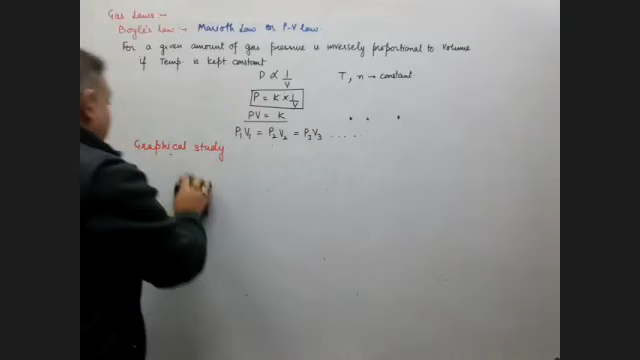 Gas Laws :-
Boyle's Law :- Marroth Law or P-V Law.
For a given amount of gas pressure is inversely proportional to volume
if Temp. is kept constant
P ∝ 1/V T, n → constant
P = K × 1/V
PV = K
P₁V₁ = P₂V₂ = P₃V₃ .....
Graphical study